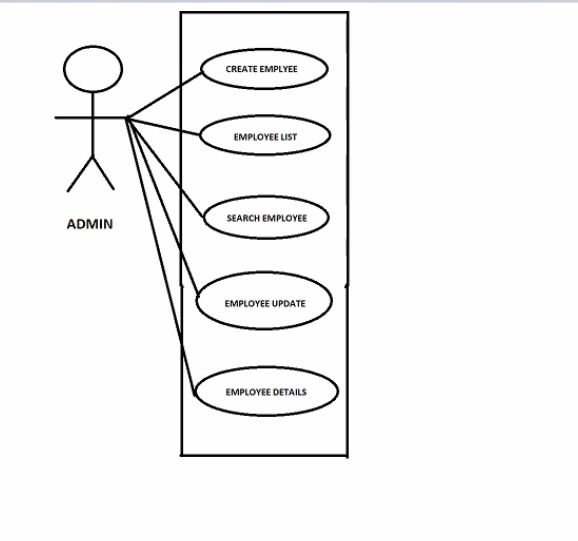 CREATE EMPLYEE
EMPLOYEE LIST
SEARCH EMPLOYEE
ADMIN
EMPLOYEE UPDATE
EMPLOYEE DETAILS